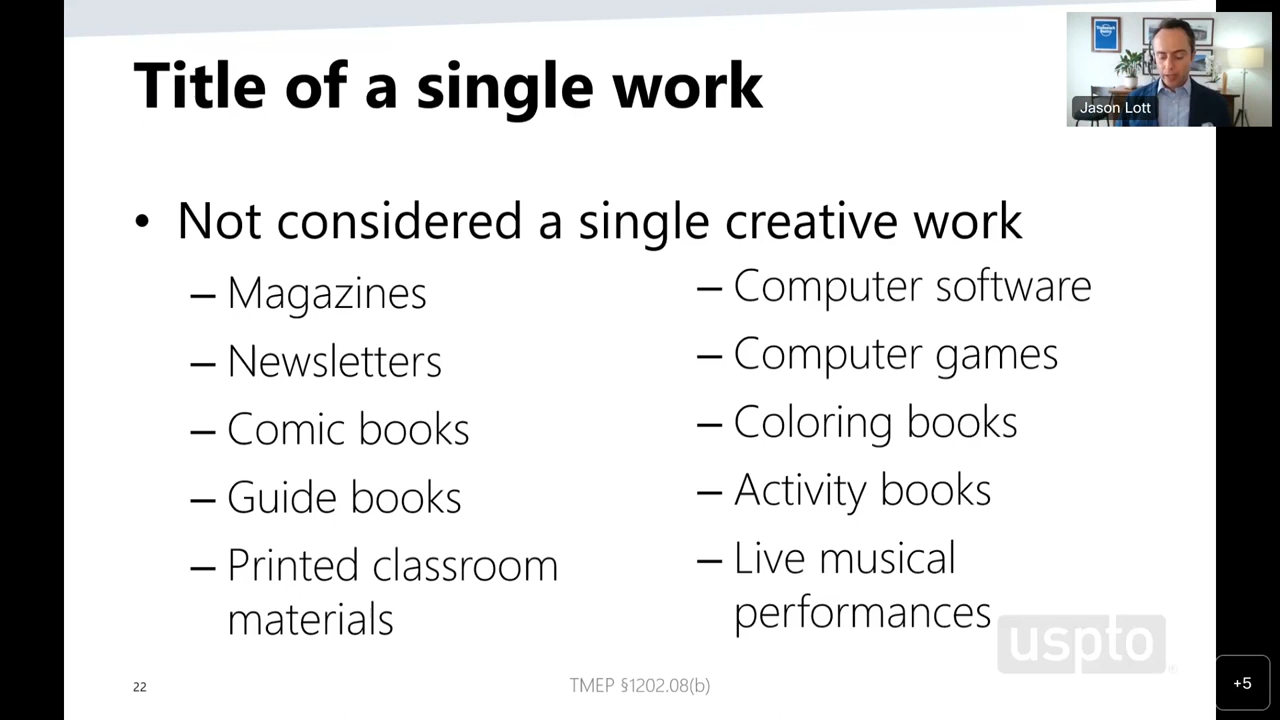 Title of a single work
Jason Lott
• Not considered a single creative work
– Magazines
– Newsletters
– Comic books
– Guide books
– Printed classroom
materials
– Computer software
– Computer games
– Coloring books
– Activity books
– Live musical
performances
uspto
22
TMEP §1202.08(b)
+5